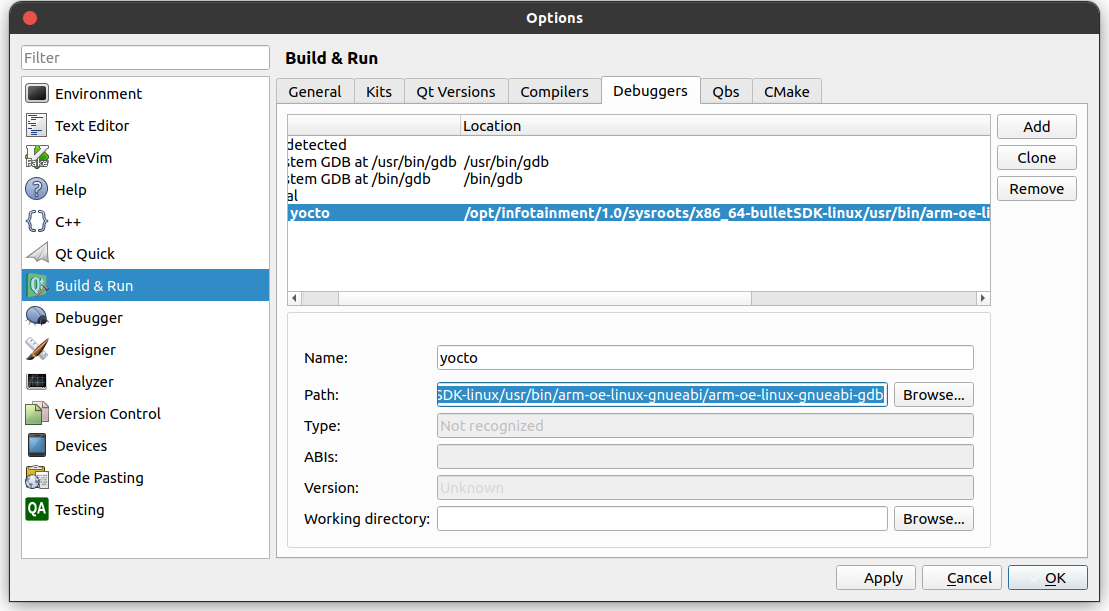 Options
Filter
Environment
Text Editor
FakeVim
Help
C++
Qt Quick
Build & Run
Debugger
Designer
Analyzer
Version Control
Devices
Code Pasting
QA Testing
Build & Run
General Kits Qt Versions Compilers Debuggers Qbs CMake
Location
detected
stem GDB at /usr/bin/gdb /usr/bin/gdb
stem GDB at /bin/gdb /bin/gdb
al
yocto /opt/infotainment/1.0/sysroots/x86_64-bulletSDK-linux/usr/bin/arm-oe-li
Add
Clone
Remove
Name: yocto
Path: SDK-linux/usr/bin/arm-oe-linux-gnueabi/arm-oe-linux-gnueabi-gdb Browse...
Type: Not recognized
ABIs:
Version: Unknown
Working directory: Browse...
Apply Cancel OK